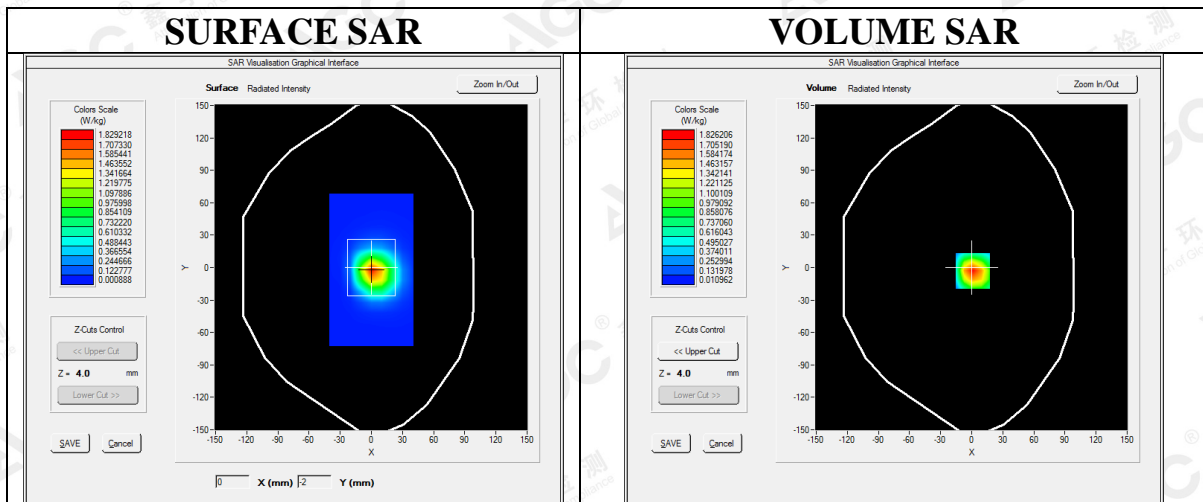 SURFACE SAR
SAR Visualisation Graphical Interface
Zoom In/Out
Surface Radiated Intensity
Colors Scale
(W/kg)
1.829218
1.707330
1.585441
1.463552
1.341664
1.219775
1.097886
0.975998
0.854109
0.732220
0.610332
0.488443
0.366554
0.244666
0.122777
0.000888
Z-Cuts Control
<< Upper Cut
Z = 4.0 mm
Lower Cut >>
SAVE Cancel
150
120
90
60
30
0
-30
-60
-90
-120
-150
Y
-150 -120 -90 -60 -30 0 30 60 90 120 150
X
0 X (mm) -2 Y (mm)
VOLUME SAR
SAR Visualisation Graphical Interface
Zoom In/Out
Volume Radiated Intensity
Colors Scale
(W/kg)
1.826206
1.705190
1.584174
1.463157
1.342141
1.221125
1.100109
0.979092
0.858076
0.737060
0.616043
0.495027
0.374011
0.252994
0.131978
0.010962
Z-Cuts Control
<< Upper Cut
Z = 4.0 mm
Lower Cut >>
SAVE Cancel
150
120
90
60
30
0
-30
-60
-90
-120
-150
Y
-150 -120 -90 -60 -30 0 30 60 90 120 150
X